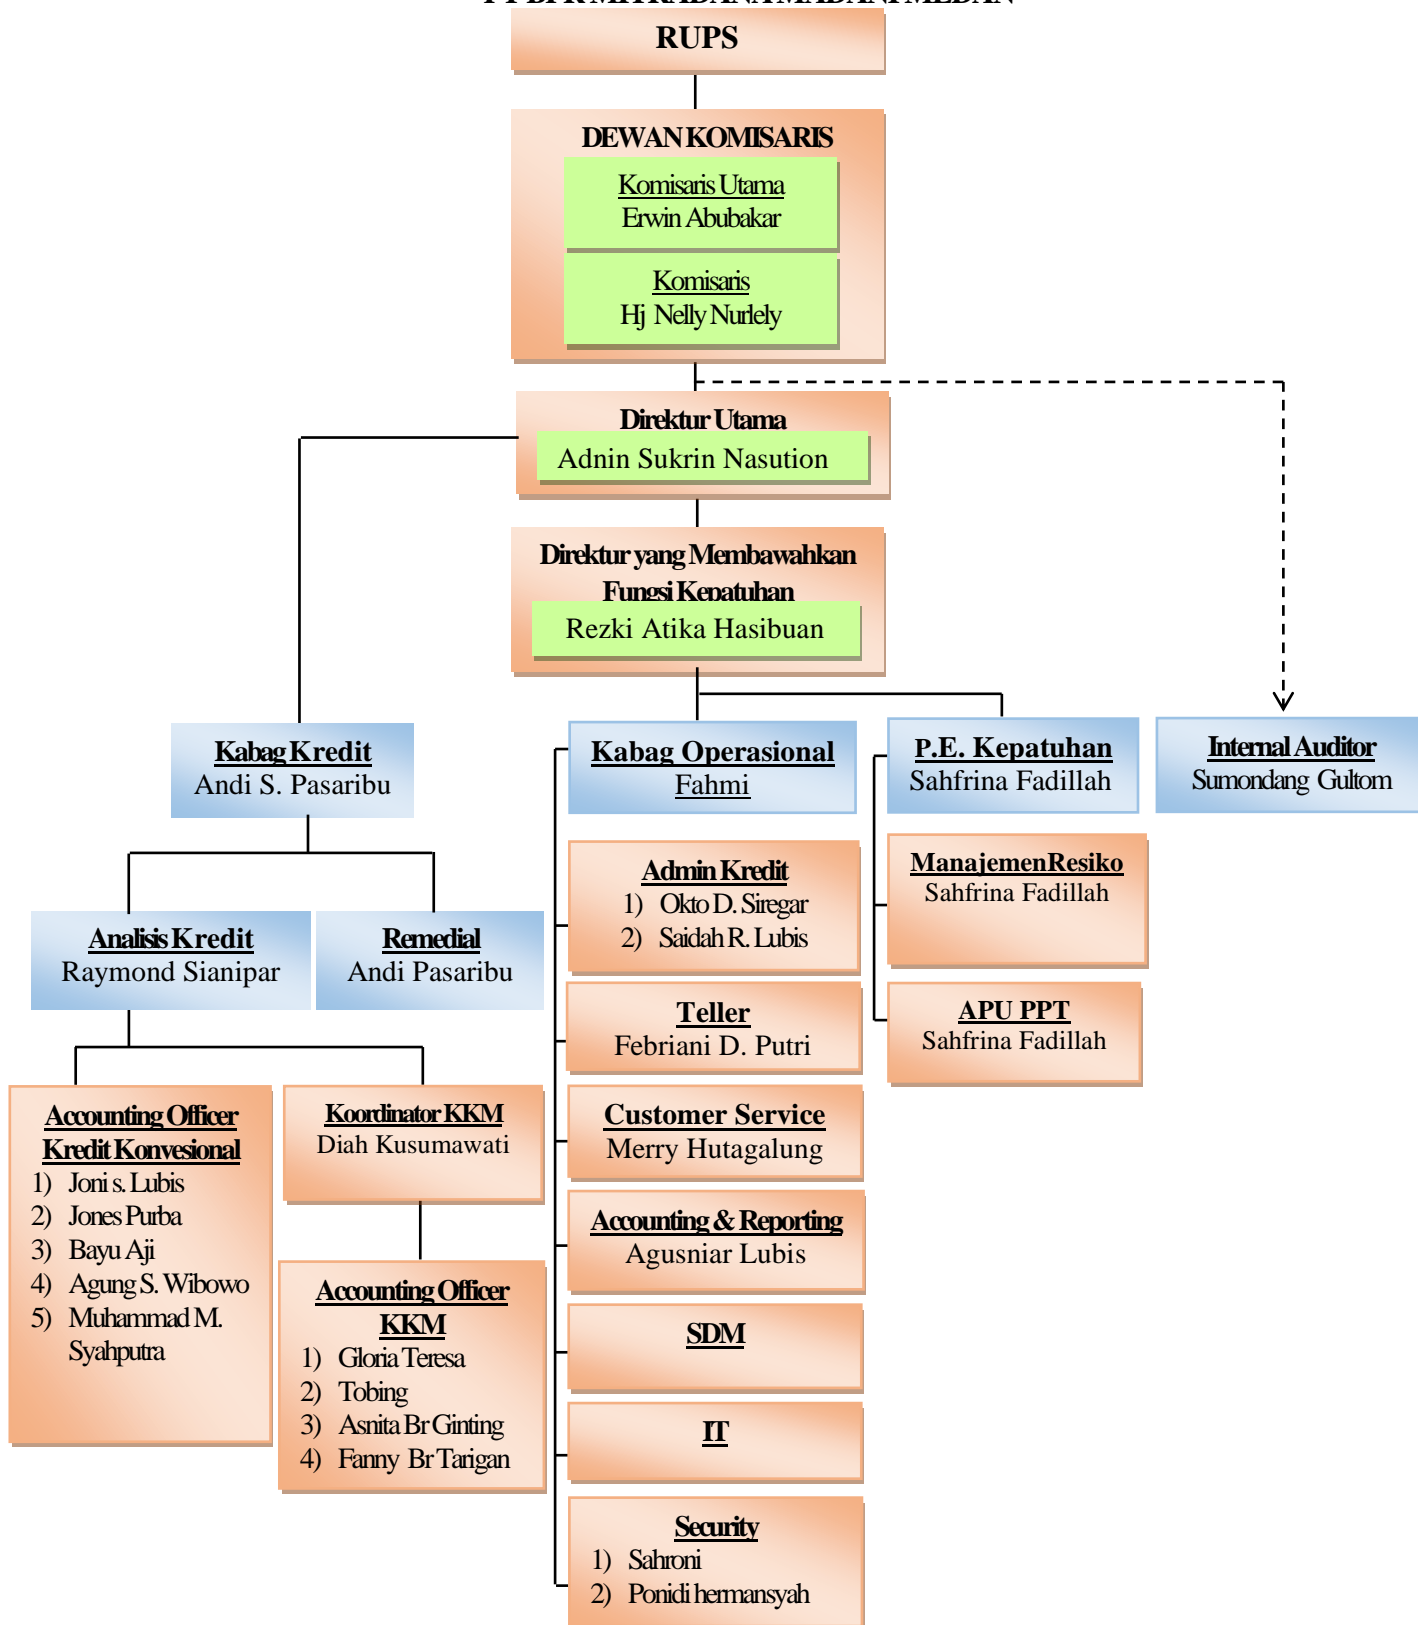 PT BPR MITRADANA MADANI MEDAN
RUPS
DEWAN KOMISARIS
Komisaris Utama
Erwin Abubakar
Komisaris
Hj Nelly Nurlely
Direktur Utama
Adnin Sukrin Nasution
Direktur yang Membawahkan
Fungsi Kepatuhan
Rezki Atika Hasibuan
Kabag Kredit
Andi S. Pasaribu
Kabag Operasional
Fahmi
P.E. Kepatuhan
Sahfrina Fadillah
Internal Auditor
Sumondang Gultom
Analisis Kredit
Raymond Sianipar
Remedial
Andi Pasaribu
Accounting Officer
Kredit Konvesional
1) Joni s. Lubis
2) Jones Purba
3) Bayu Aji
4) Agung S. Wibowo
5) Muhammad M.
Syahputra
Koordinator KKM
Diah Kusumawati
Accounting Officer
KKM
1) Gloria Teresa
2) Tobing
3) Asnita Br Ginting
4) Fanny Br Tarigan
Admin Kredit
1) Okto D. Siregar
2) Saidah R. Lubis
Teller
Febriani D. Putri
Customer Service
Merry Hutagalung
Accounting & Reporting
Agusniar Lubis
SDM
IT
Security
1) Sahroni
2) Ponidi hermansyah
ManajemenResiko
Sahfrina Fadillah
APU PPT
Sahfrina Fadillah